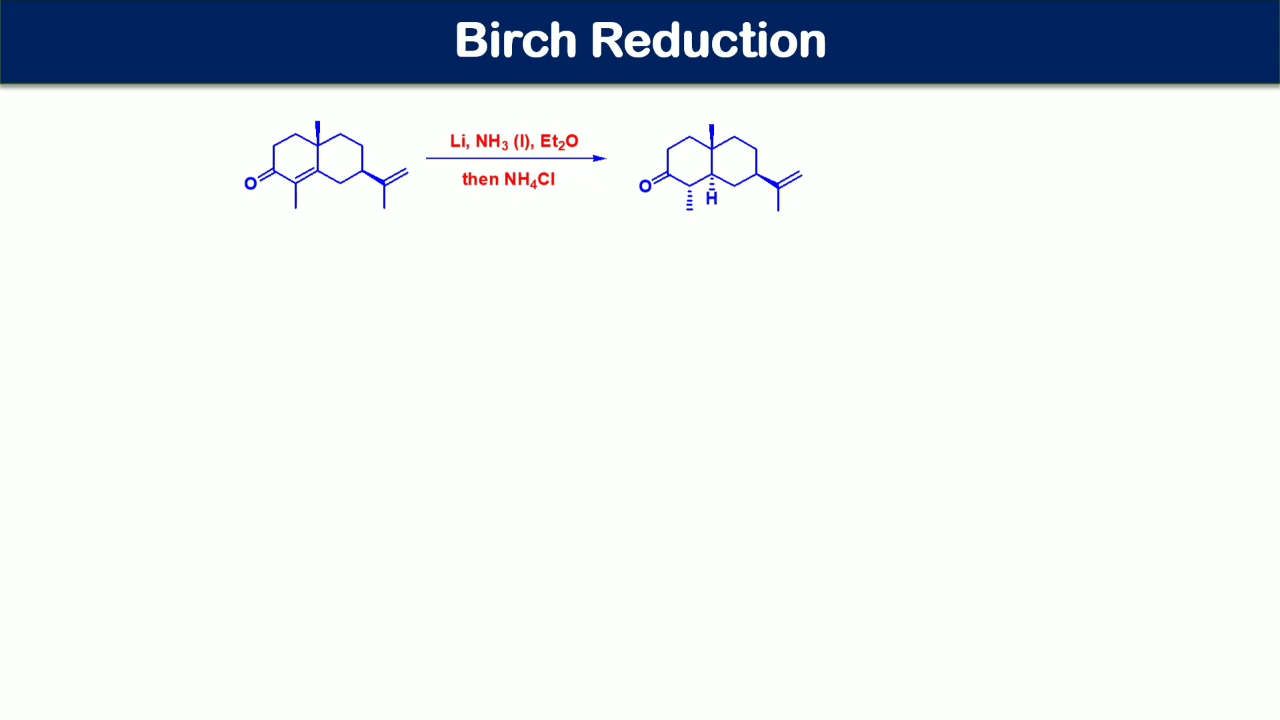 Birch Reduction
Li, NH₃ (l), Et₂O
then NH₄Cl
O
O
H